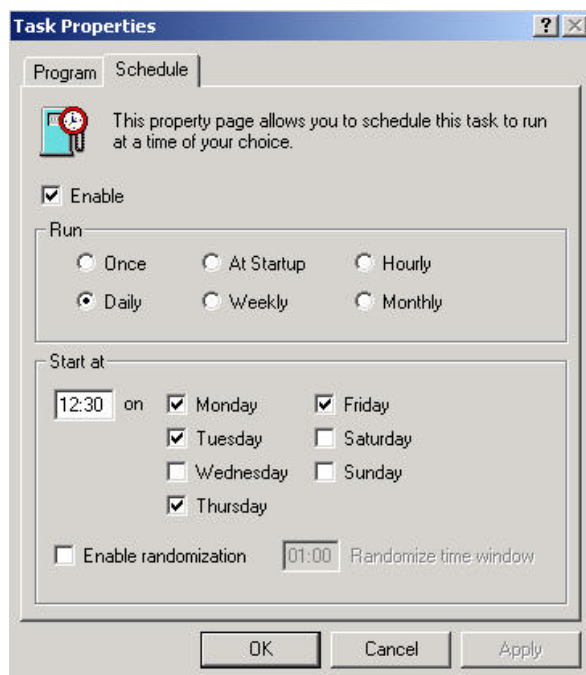 Task Properties
Program Schedule
This property page allows you to schedule this task to run
at a time of your choice.
Enable
Run
Once At Startup Hourly
Daily Weekly Monthly
Start at
12:30 on Monday Friday
Tuesday Saturday
Wednesday Sunday
Thursday
Enable randomization 01:00 Randomize time window
OK Cancel Apply